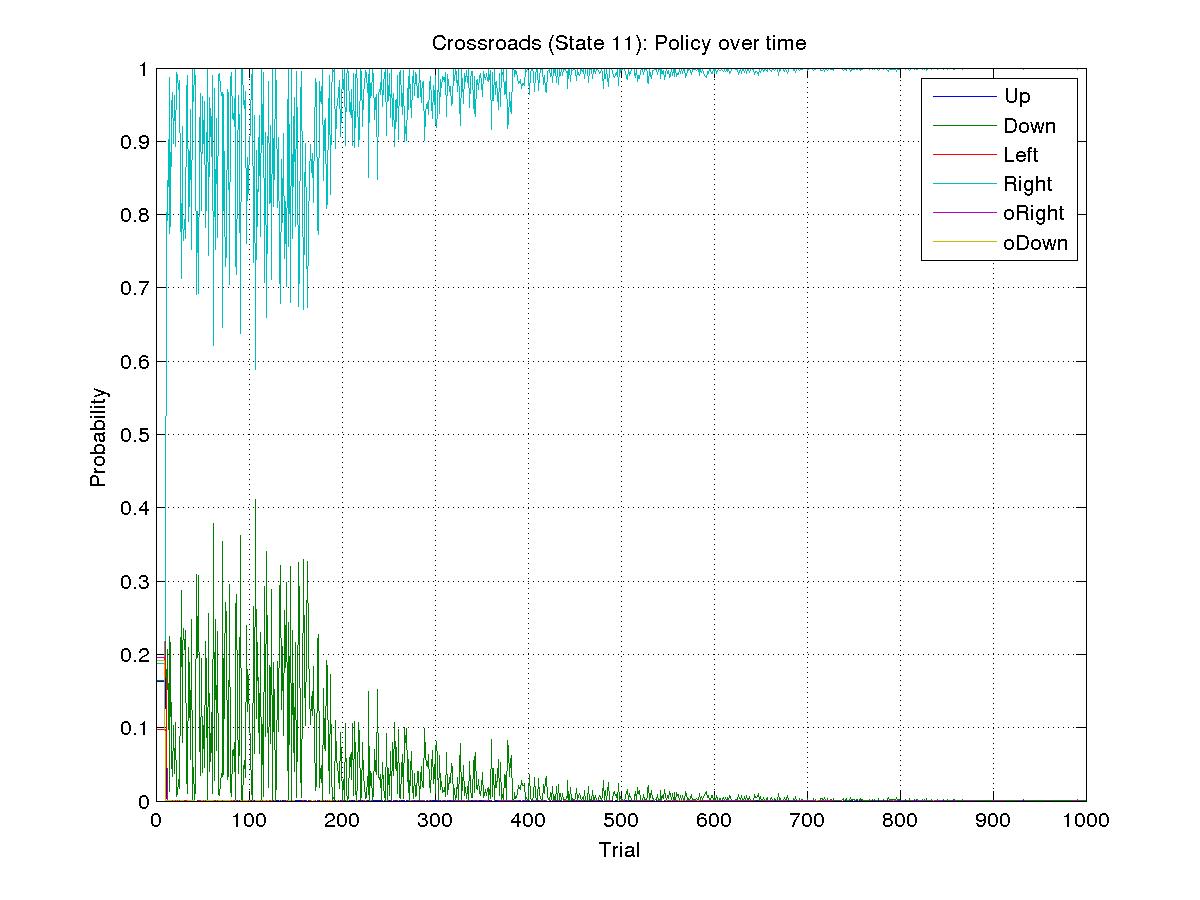 Crossroads (State 11): Policy over time
1
0.9
0.8
0.7
0.6
0.5
0.4
0.3
0.2
0.1
0
Probability
Up
Down
Left
Right
oRight
oDown
0 100 200 300 400 500 600 700 800 900 1000
Trial